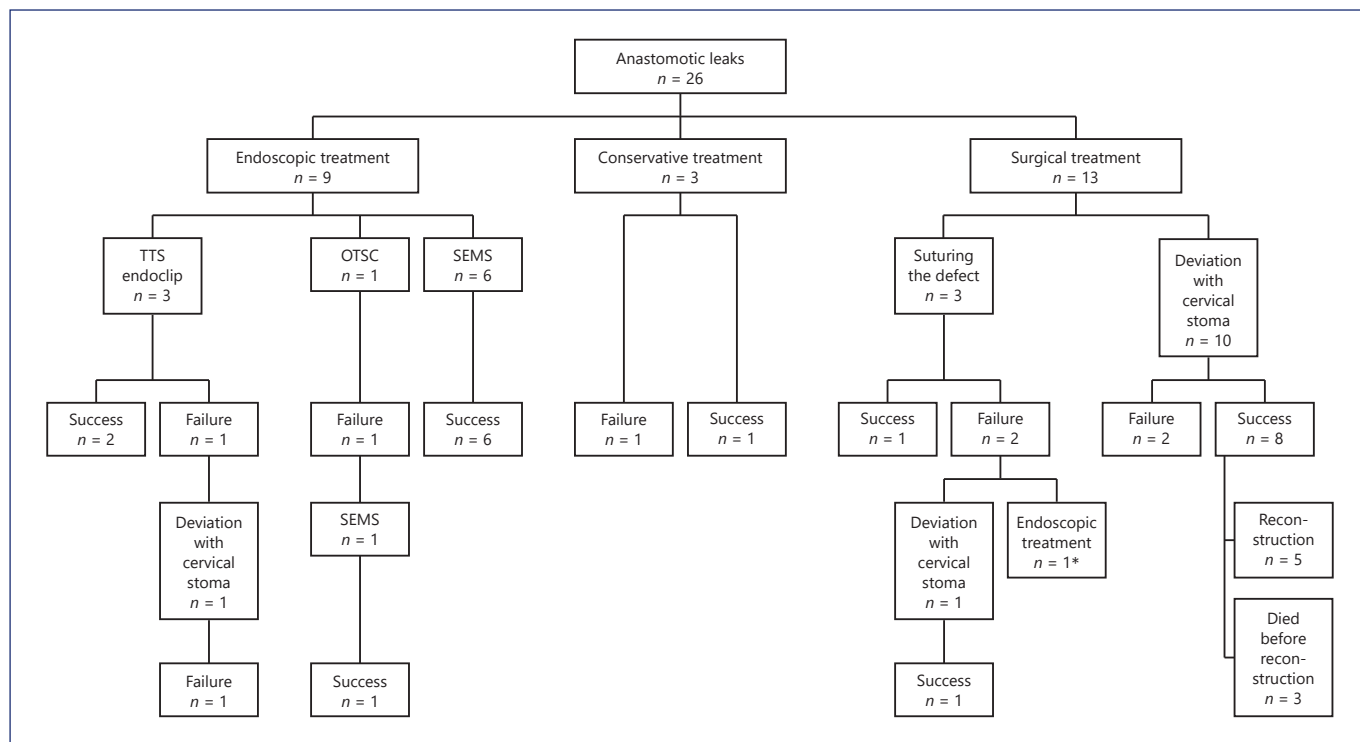 Anastomotic leaks
n = 26
Endoscopic treatment
n = 9
Conservative treatment
n = 3
Surgical treatment
n = 13
TTS
endoclip
n = 3
OTSC
n = 1
SEMS
n = 6
Suturing
the defect
n = 3
Deviation
with
cervical
stoma
n = 10
Success
n = 2
Failure
n = 1
Failure
n = 1
Success
n = 6
Failure
n = 1
Success
n = 1
Success
n = 1
Failure
n = 2
Failure
n = 2
Success
n = 8
Deviation
with
cervical
stoma
n = 1
SEMS
n = 1
Deviation
with
cervical
stoma
n = 1
Endoscopic
treatment
n = 1*
Recon-
struction
n = 5
Died
before
recon-
struction
n = 3
Failure
n = 1
Success
n = 1
Success
n = 1